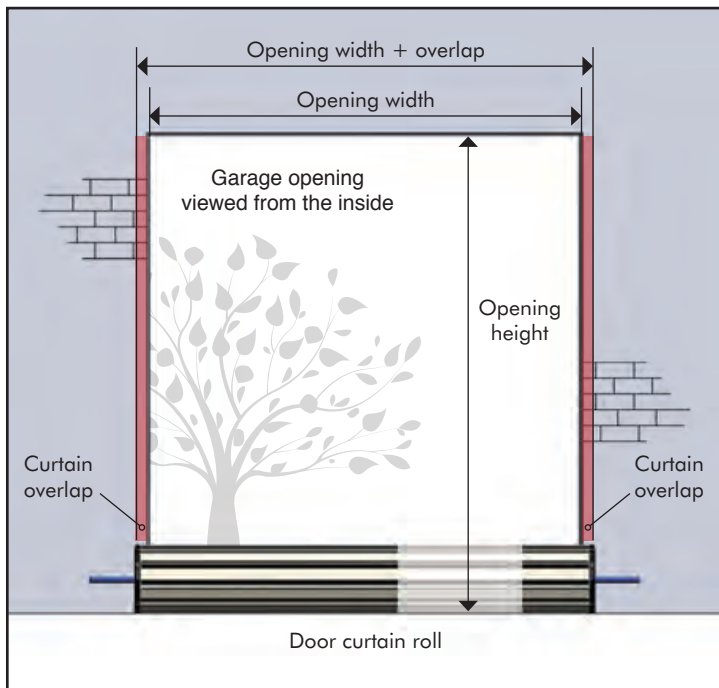 Opening width + overlap
Opening width
Garage opening
viewed from the inside
Opening
height
Curtain
overlap
Curtain
overlap
Door curtain roll